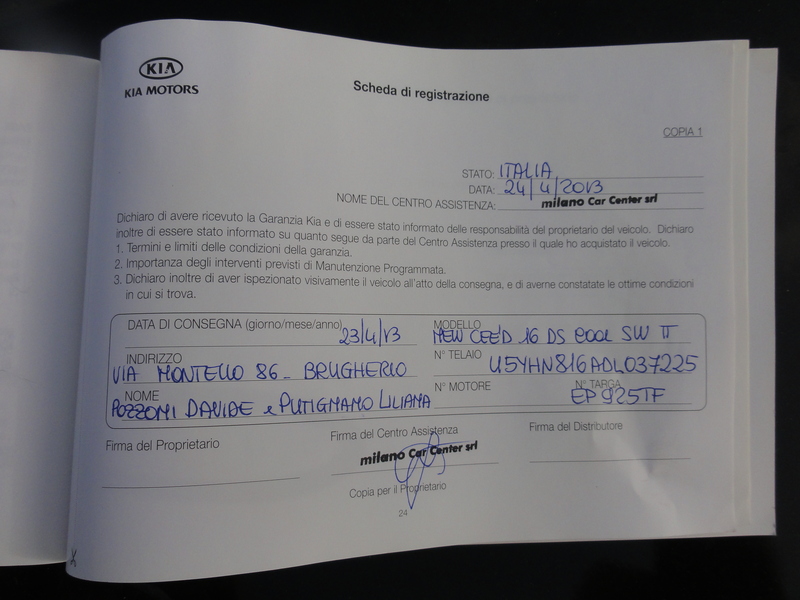 KIA
KIA MOTORS
Scheda di registrazione
COPIA 1
STATO: ITALIA
DATA: 24/4/2013
NOME DEL CENTRO ASSISTENZA: milano Car Center srl
Dichiaro di avere ricevuto la Garanzia Kia e di essere stato informato delle responsabilità del proprietario del veicolo. Dichiaro
inoltre di essere stato informato su quanto segue da parte del Centro Assistenza presso il quale ho acquistato il veicolo.
1. Termini e limiti delle condizioni della garanzia.
2. Importanza degli interventi previsti di Manutenzione Programmata.
3. Dichiaro inoltre di aver ispezionato visivamente il veicolo all'atto della consegna, e di averne constatate le ottime condizioni
in cui si trova.
DATA DI CONSEGNA (giorno/mese/anno) 23/4/13
MODELLO NEW CEE'D 16 DS COOL SW II
INDIRIZZO VIA MONTELLO 86 - BRUGHERIO
N° TELAIO U5YHN816ADL037225
NOME POZZONI DAVIDE e PUTIGNANO LILIANA
N° MOTORE
N° TARGA EP925TF
Firma del Proprietario
Firma del Centro Assistenza
milano Car Center srl
Firma del Distributore
Copia per il Proprietario
24